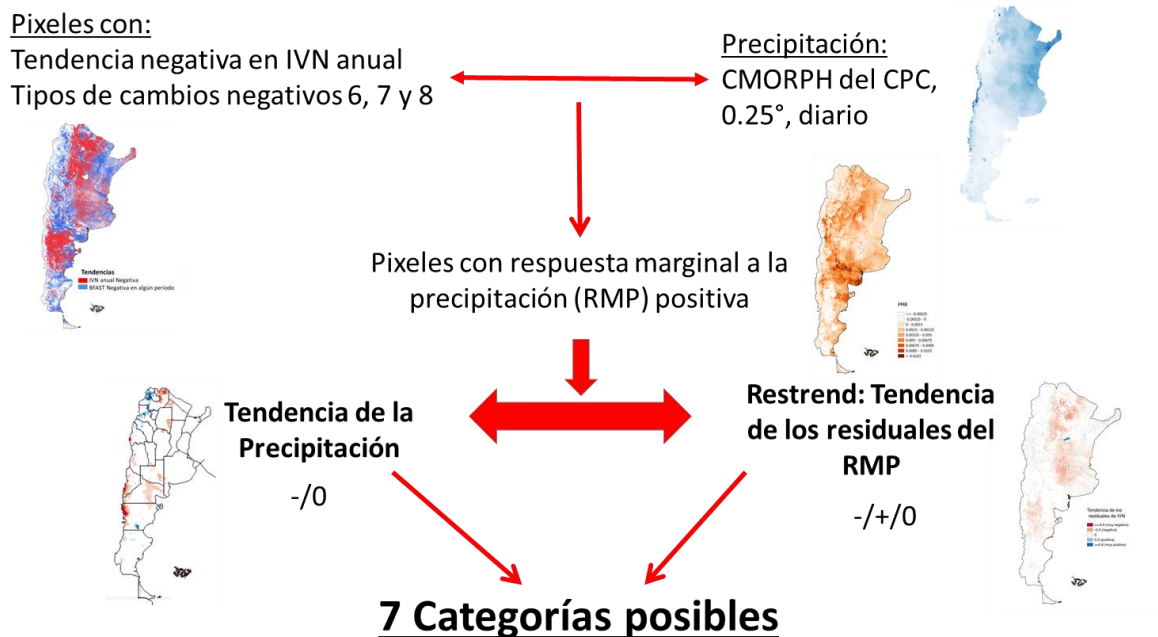 Pixeles con:
Tendencia negativa en IVN anual
Tipos de cambios negativos 6, 7 y 8
Precipitación:
CMORPH del CPC,
0.25°, diario
Tendencias
IVN anual Negativa
BFAST Negativa en algún período
Pixeles con respuesta marginal a la
precipitación (RMP) positiva
Tendencia de la
Precipitación
-/0
Restrend: Tendencia
de los residuales del
RMP
-/+/0
Tendencia de los
residuales de IVN
7 Categorías posibles